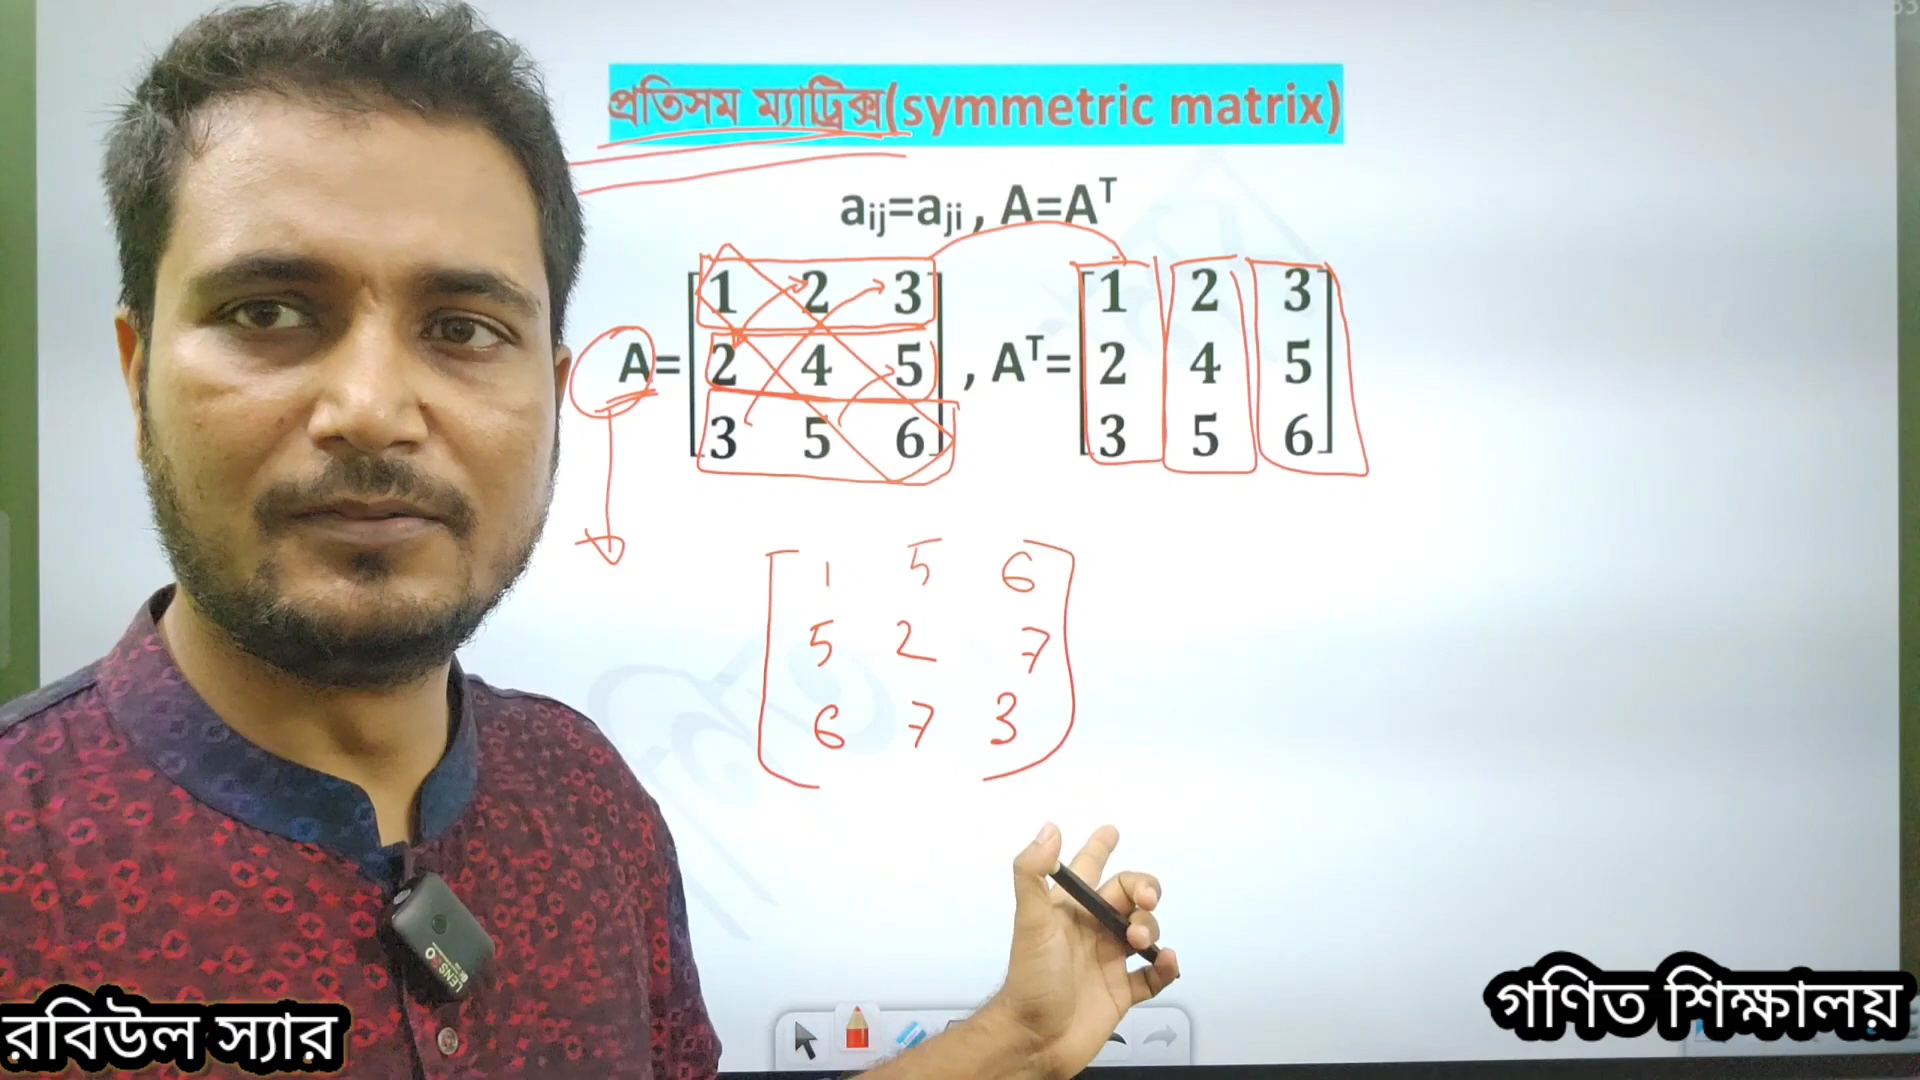 প্রতিসম ম্যাট্রিক্স(symmetric matrix)
aij=aji , A=Aᵀ
A=[1 2 3
2 4 5
3 5 6] , Aᵀ=[1 2 3
2 4 5
3 5 6]
1 5 6
5 2 7
6 7 3
রবিউল স্যার
গণিত শিক্ষালয়